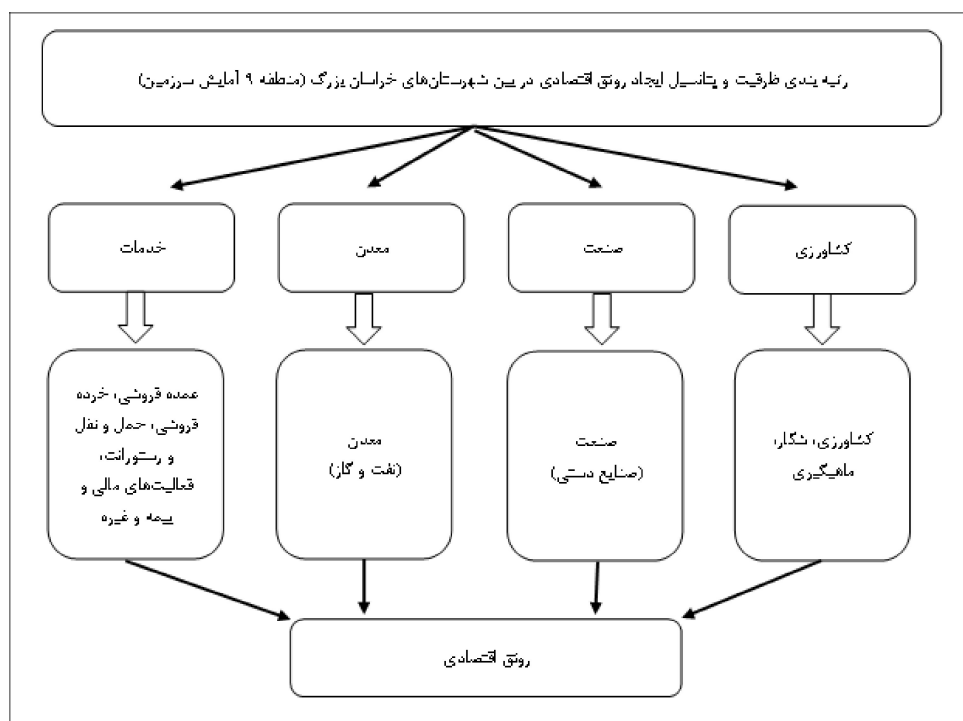 رتبه بندی ظرفیت و پتانسیل ایجاد رونق اقتصادی در بین شهرستان‌های خراسان بزرگ (منطقه ۹ آمایش سرزمین)
کشاورزی
صنعت
معدن
خدمات
کشاورزی، شکار،
ماهیگیری
صنعت
(صنایع دستی)
معدن
(نفت و گاز)
عمده فروشی، خرده
فروشی، حمل و نقل
و رستورانت،
فعالیت‌های مالی و
بیمه و غیره
رونق اقتصادی